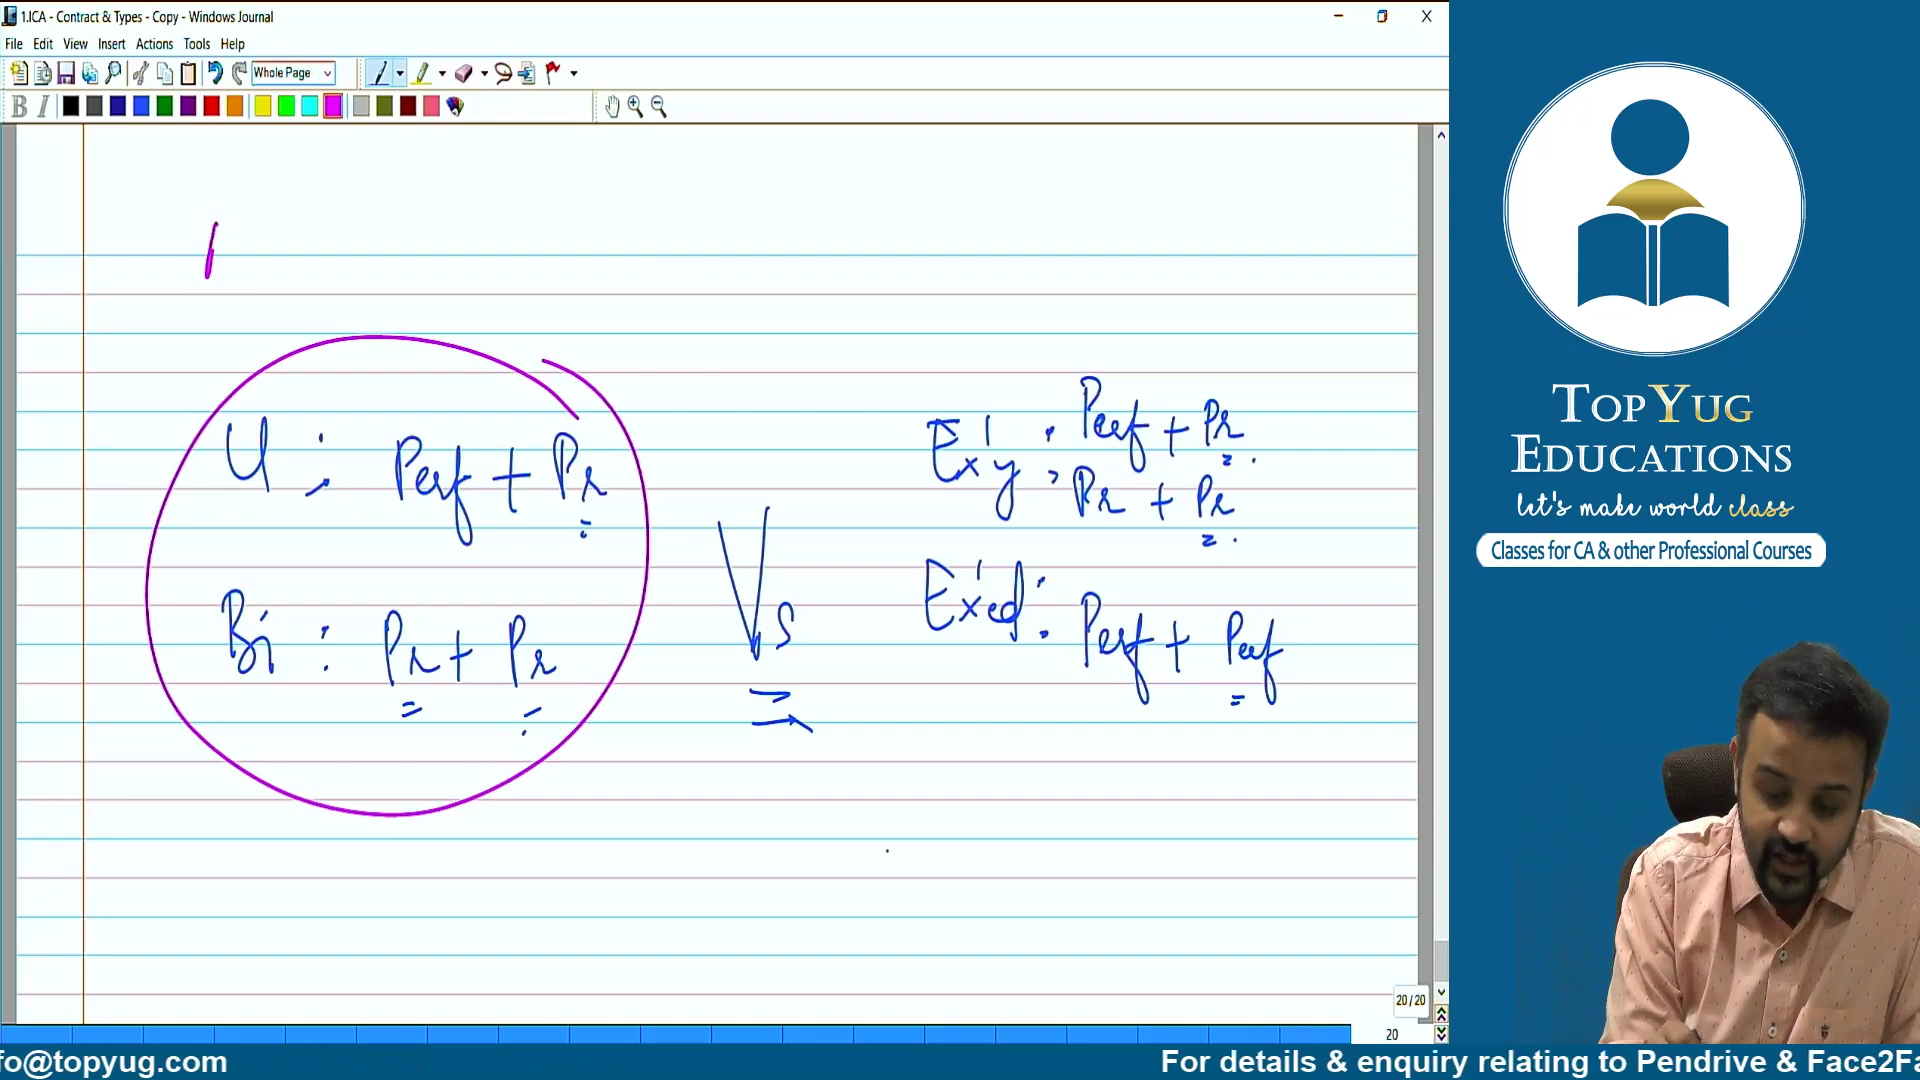 1.ICA - Contract & Types - Copy - Windows Journal
File Edit View Insert Actions Tools Help
Whole Page
B I
U : Perf + Pr
Bi : Pr + Pr
Vs
Exy : Perf + Pr
Pr + Pr
Ex'ed : Perf + Perf
20 / 20
20
TOPYUG
EDUCATIONS
let's make world class
Classes for CA & other Professional Courses
fo@topyug.com
For details & enquiry relating to Pendrive & Face2Fa